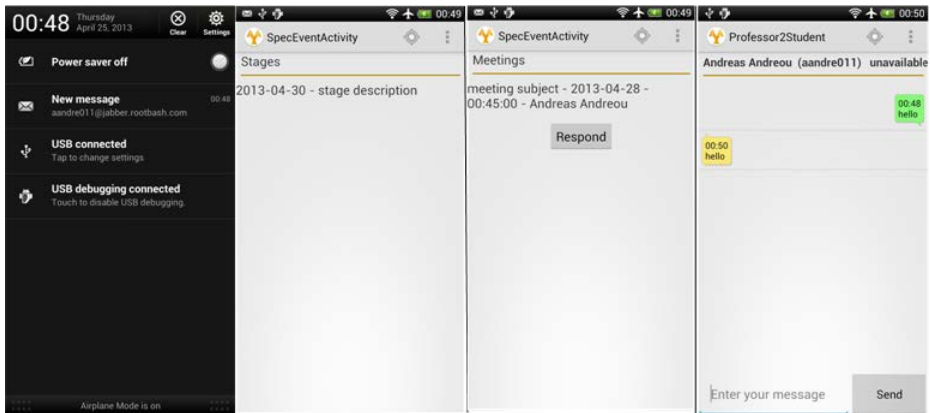 00:48 Thursday
April 25, 2013
Clear
Settings
Power saver off
New message 00:48
aandre011@jabber.rootbash.com
USB connected
Tap to change settings
USB debugging connected
Touch to disable USB debugging.
Airplane Mode is on
00:49
SpecEventActivity
Stages
2013-04-30 - stage description
00:49
SpecEventActivity
Meetings
meeting subject - 2013-04-28 -
00:45:00 - Andreas Andreou
Respond
00:50
Professor2Student
Andreas Andreou (aandre011) unavailable
00:48
hello
00:50
hello
Enter your message
Send